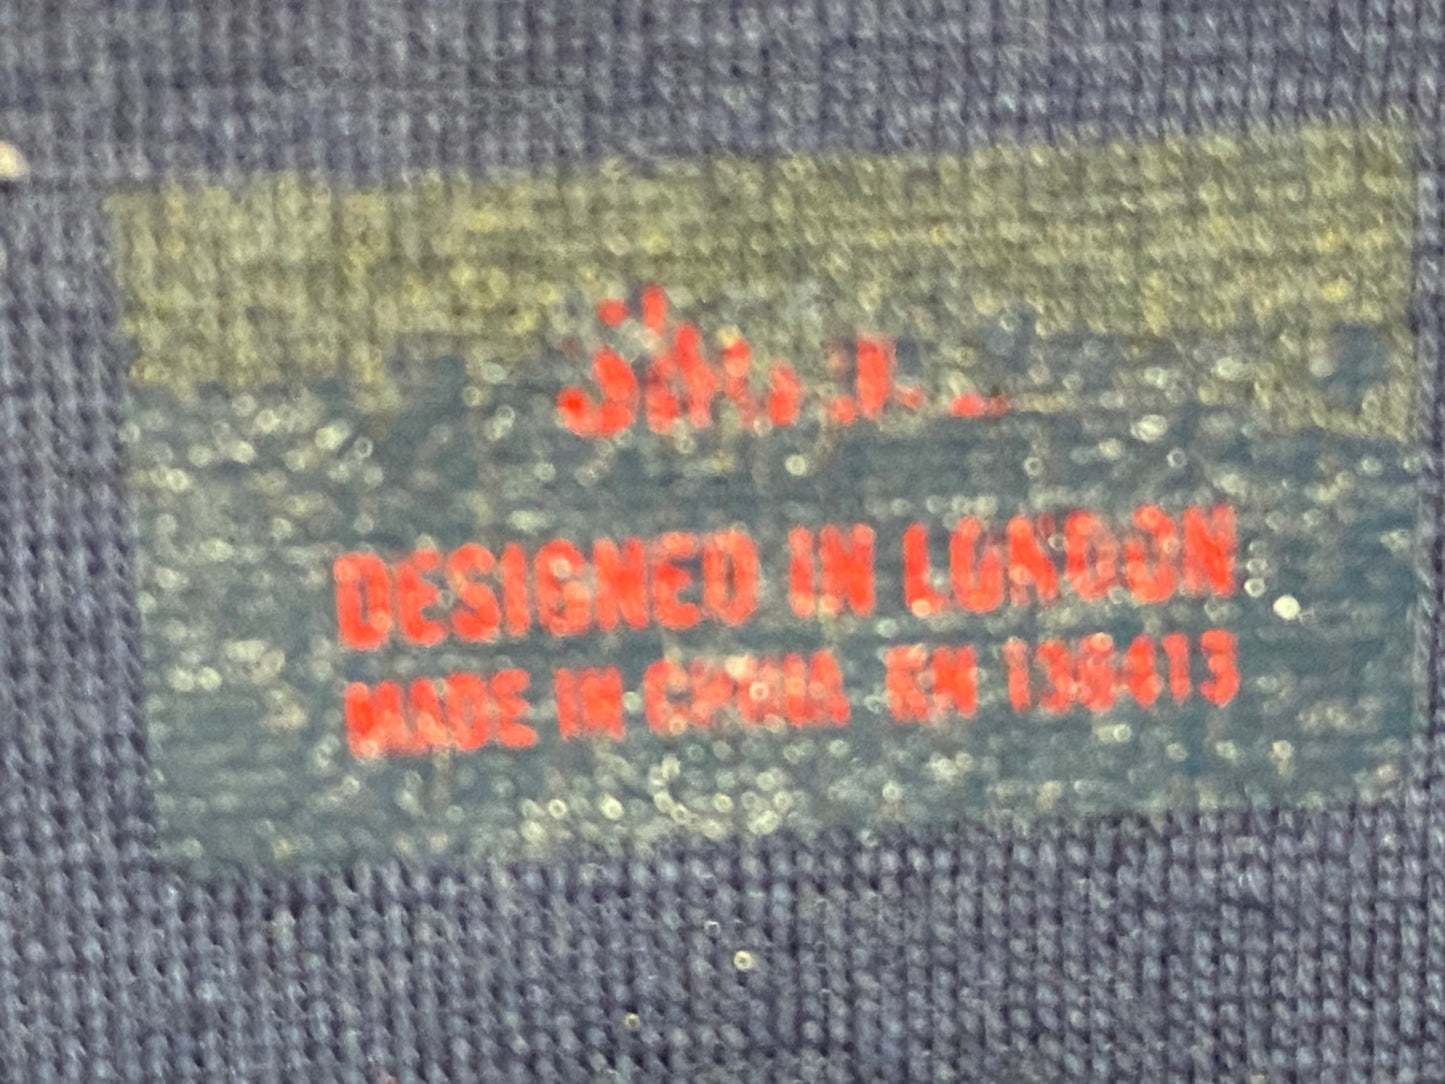 DESIGNED IN LONDON
MADE IN CHINA RN 136413